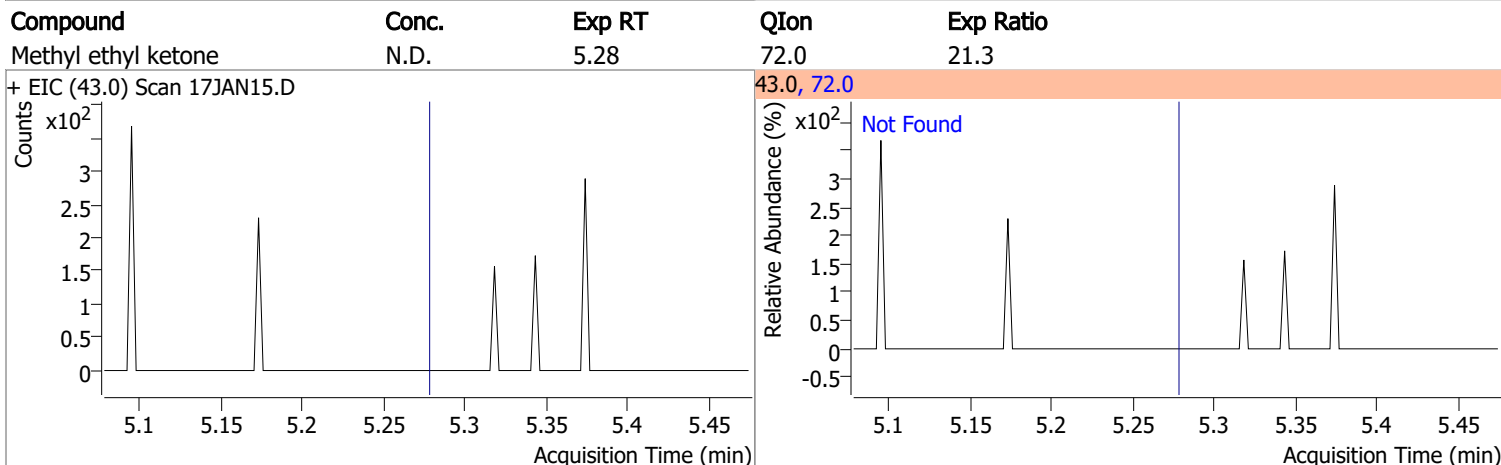 Compound Conc. Exp RT QIon Exp Ratio
Methyl ethyl ketone N.D. 5.28 72.0 21.3
+ EIC (43.0) Scan 17JAN15.D
Counts
x10²
3
2.5
2
1.5
1
0.5
0
5.1 5.15 5.2 5.25 5.3 5.35 5.4 5.45
Acquisition Time (min)
43.0, 72.0
Relative Abundance (%)
x10²
Not Found
3
2.5
2
1.5
1
0.5
0
-0.5
5.1 5.15 5.2 5.25 5.3 5.35 5.4 5.45
Acquisition Time (min)